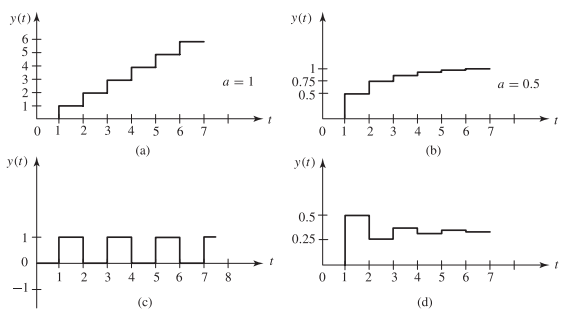 y(t)
6
5
4
3
2
1
a = 1
0 1 2 3 4 5 6 7
t
(a)
y(t)
1
0.75
0.5
a = 0.5
0 1 2 3 4 5 6 7
t
(b)
y(t)
1
0
−1
1 2 3 4 5 6 7 8
t
(c)
y(t)
0.5
0.25
0 1 2 3 4 5 6 7
t
(d)